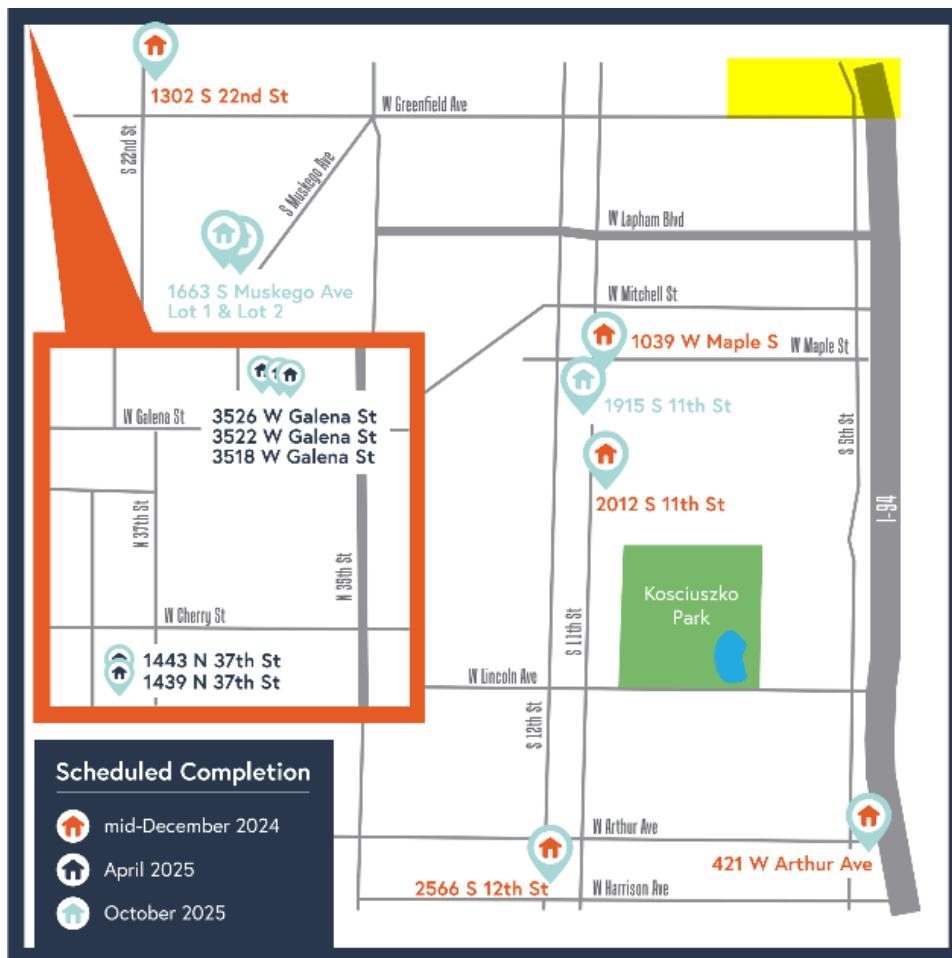 1302 S 22nd St
W Greenfield Ave
S 22nd St
S Muskego Ave
W Lapham Blvd
1663 S Muskego Ave
Lot 1 & Lot 2
W Mitchell St
1039 W Maple S
W Maple St
1915 S 11th St
S 5th St
2012 S 11th St
I-94
3526 W Galena St
3522 W Galena St
3518 W Galena St
W Galena St
N 37th St
N 35th St
W Cherry St
1443 N 37th St
1439 N 37th St
Kosciuszko
Park
S 11th St
W Lincoln Ave
S 12th St
W Arthur Ave
421 W Arthur Ave
2566 S 12th St
W Harrison Ave
Scheduled Completion
mid-December 2024
April 2025
October 2025